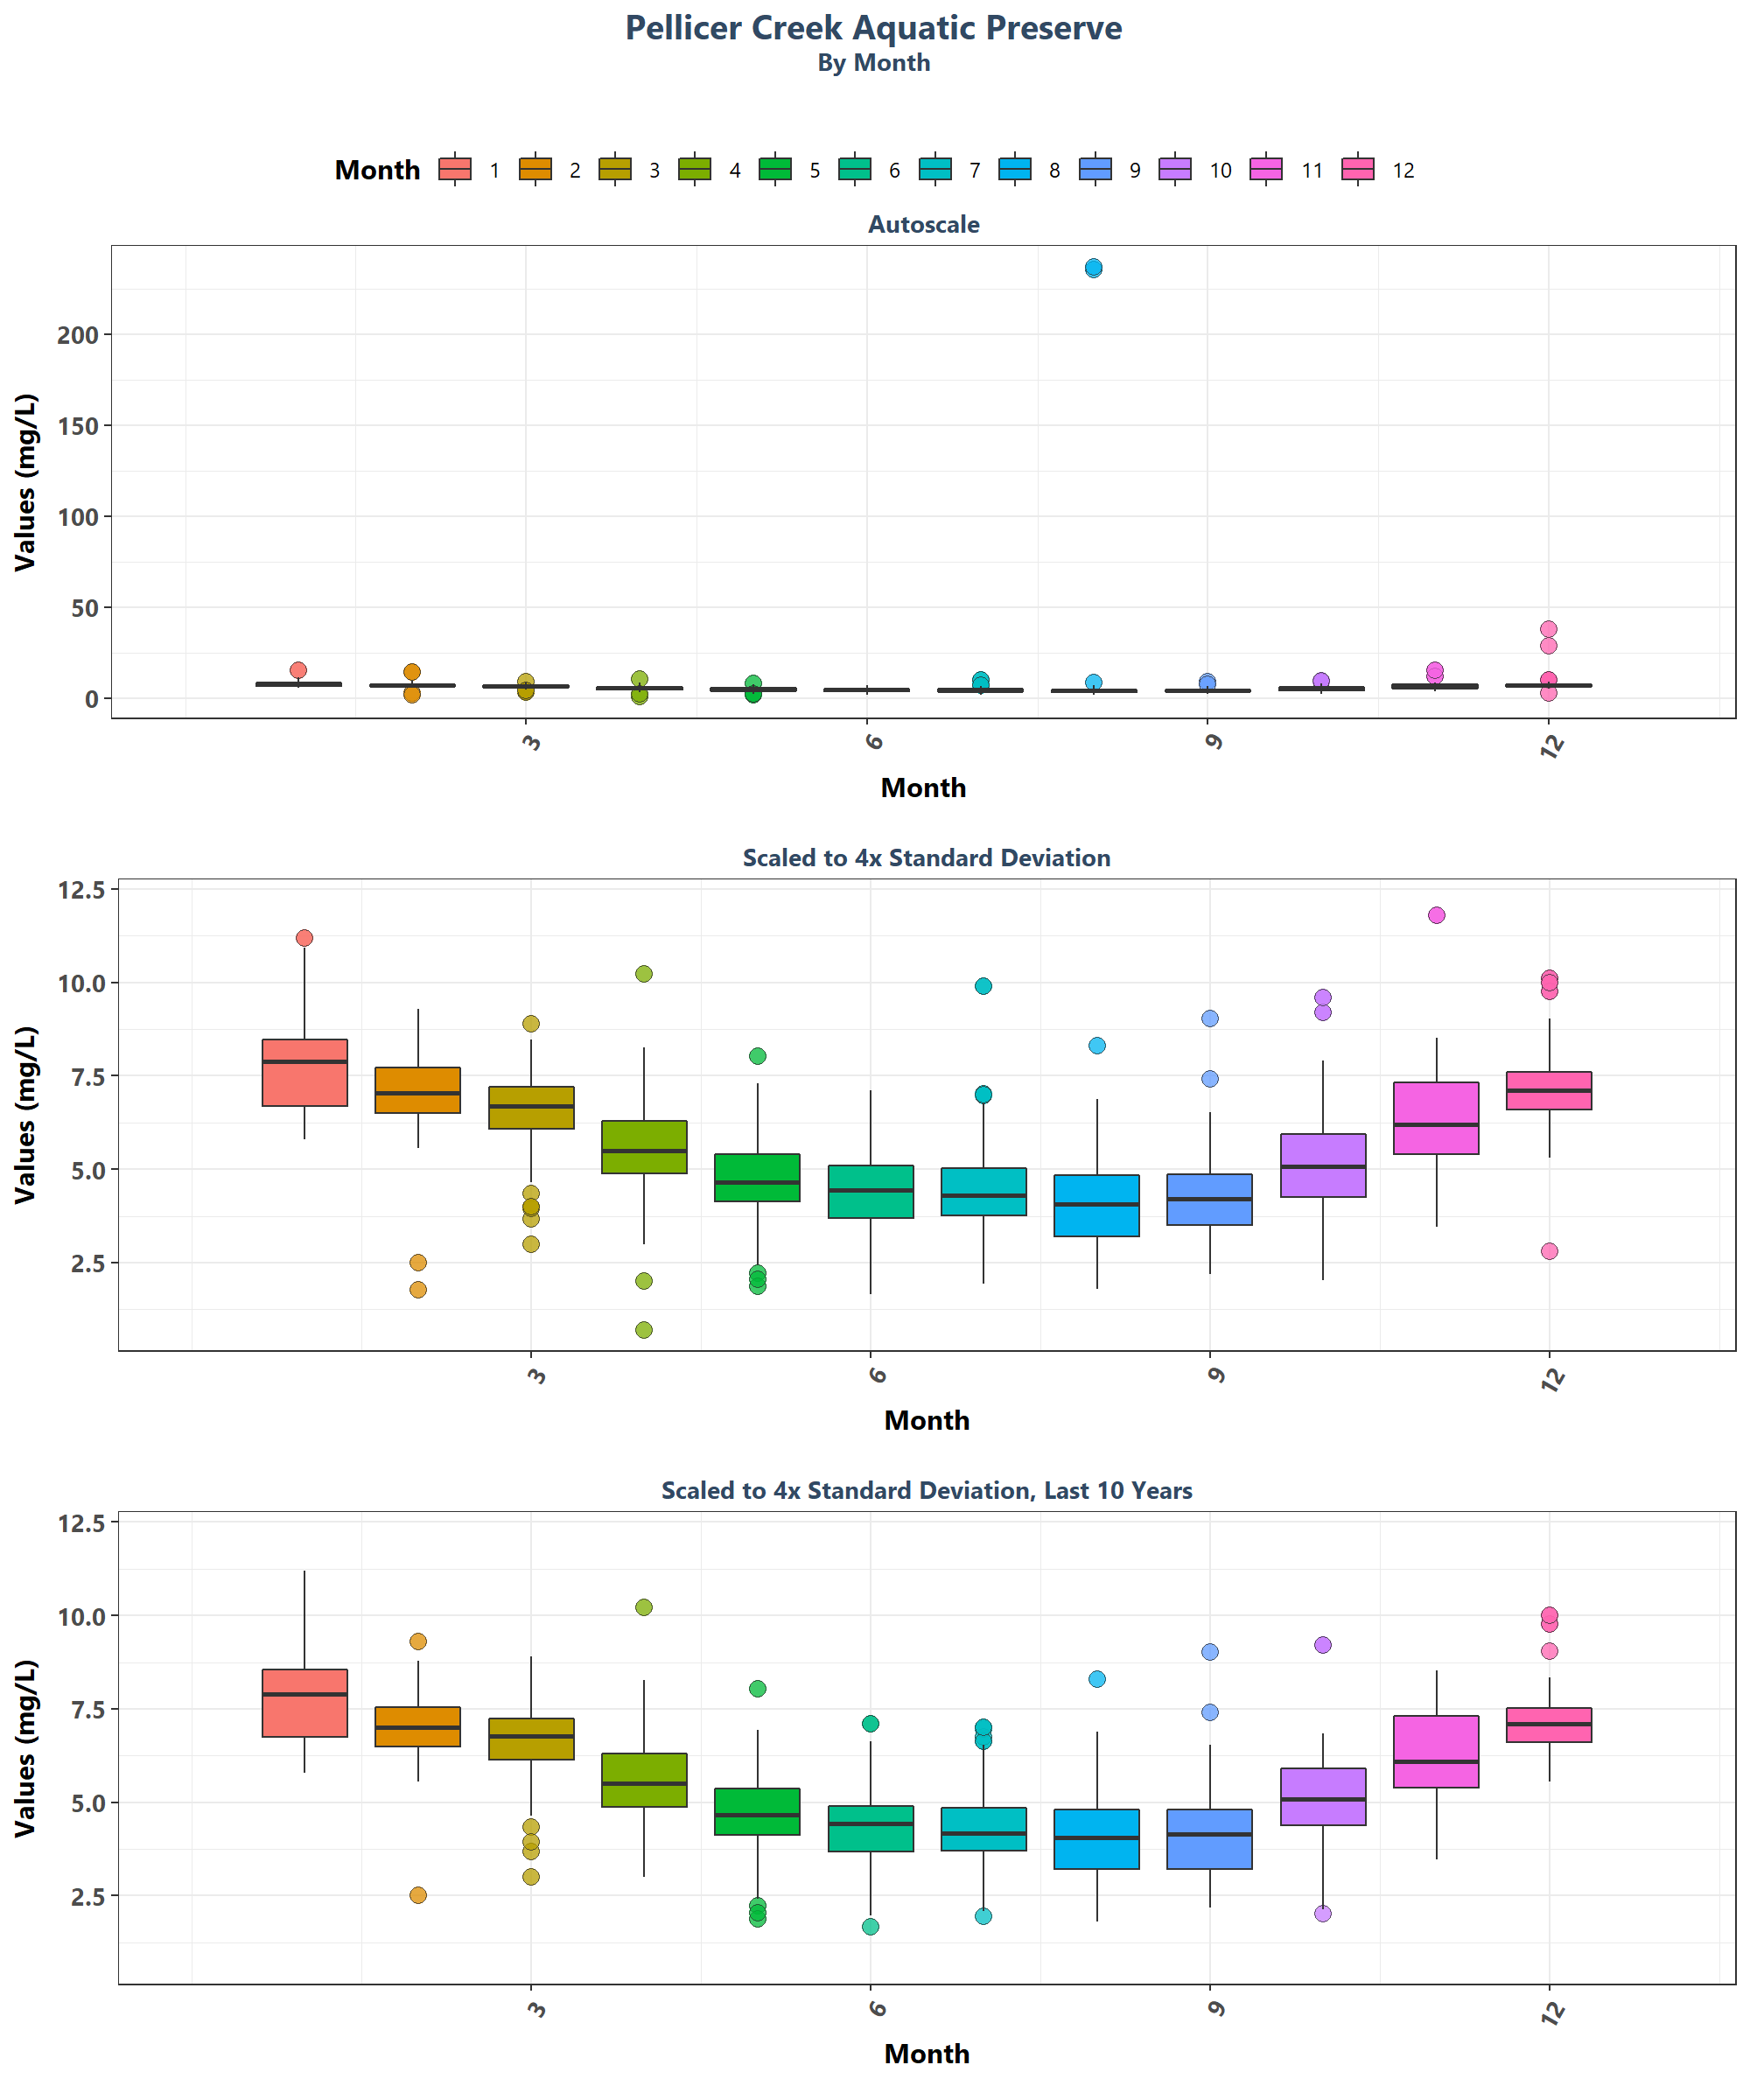 Pellicer Creek Aquatic Preserve
By Month
Month 1 2 3 4 5 6 7 8 9 10 11 12
Autoscale
Values (mg/L)
200
150
100
50
0
3 6 9 12
Month
Scaled to 4x Standard Deviation
Values (mg/L)
12.5
10.0
7.5
5.0
2.5
3 6 9 12
Month
Scaled to 4x Standard Deviation, Last 10 Years
Values (mg/L)
12.5
10.0
7.5
5.0
2.5
3 6 9 12
Month